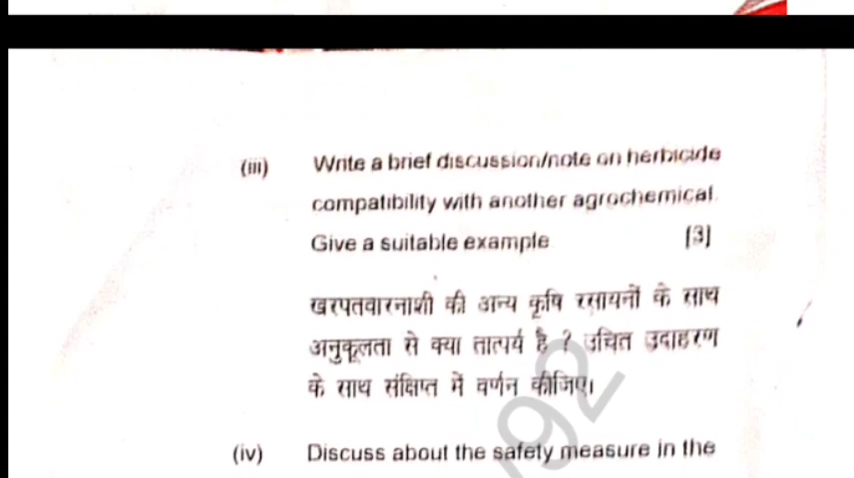 (iii) Write a brief discussion/note on herbicide
compatibility with another agrochemical.
Give a suitable example [3]
खरपतवारनाशी की अन्य कृषि रसायनों के साथ
अनुकूलता से क्या तात्पर्य है ? उचित उदाहरण
के साथ संक्षिप्त में वर्णन कीजिए।
(iv) Discuss about the safety measure in the
92